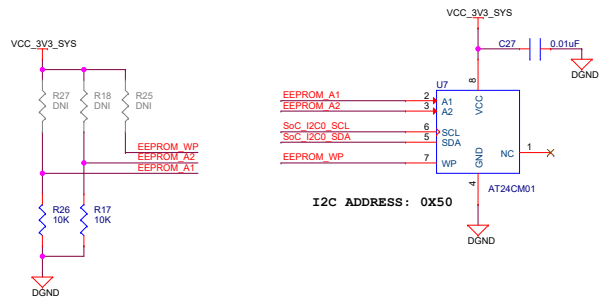 VCC_3V3_SYS
R27
DNI
R18
DNI
R25
DNI
EEPROM_WP
EEPROM_A2
EEPROM_A1
R26
10K
R17
10K
DGND
VCC_3V3_SYS
C27
0.01uF
DGND
U7
8
VCC
EEPROM_A1
2
A1
EEPROM_A2
3
A2
SoC_I2C0_SCL
6
SCL
SoC_I2C0_SDA
5
SDA
EEPROM_WP
7
WP
GND
NC
1
4
AT24CM01
I2C ADDRESS: 0X50
DGND